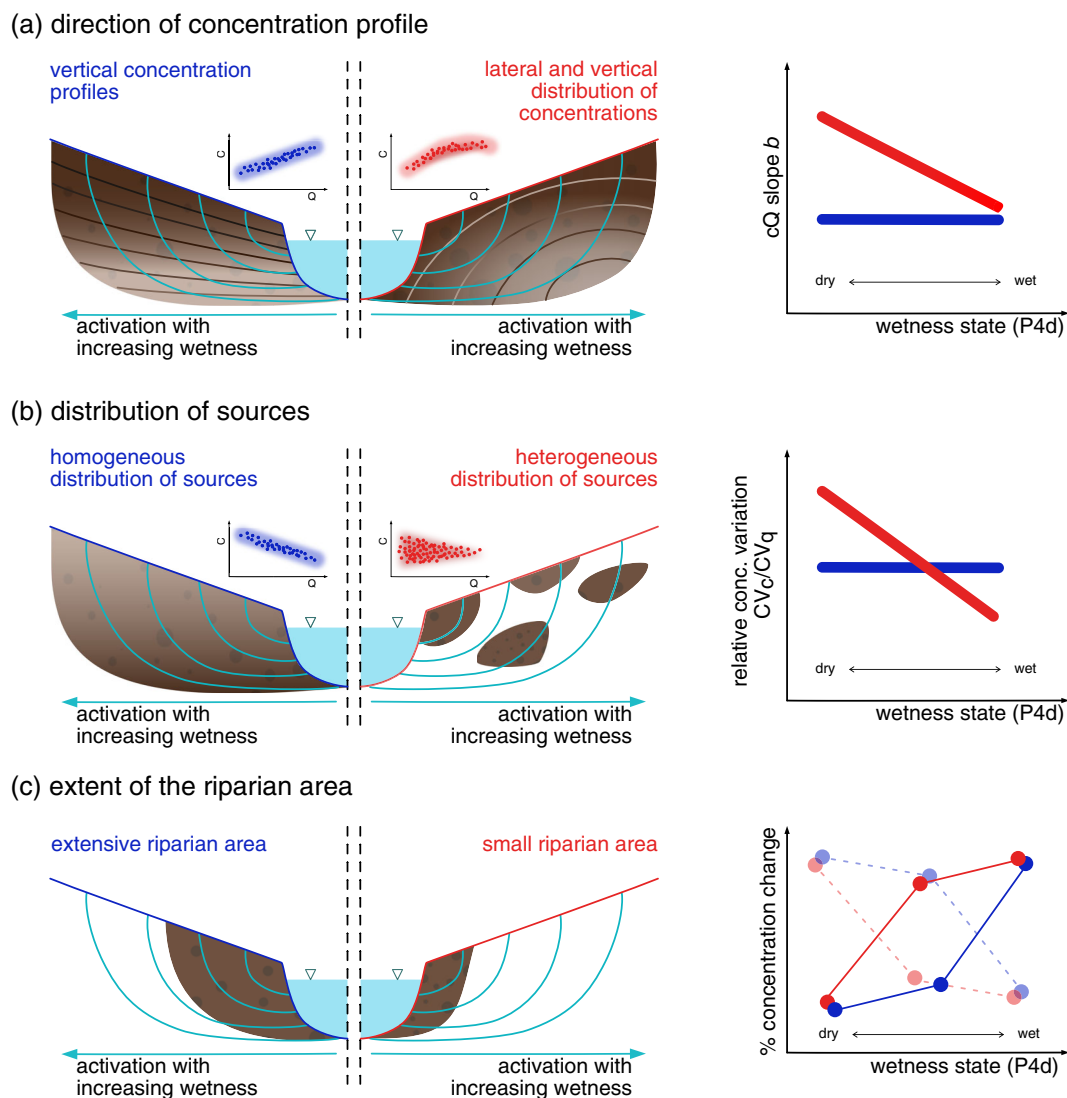 (a) direction of concentration profile
vertical concentration
profiles
lateral and vertical
distribution of
concentrations
C
Q
C
Q
activation with
increasing wetness
activation with
increasing wetness
cQ slope b
dry
wet
wetness state (P4d)
(b) distribution of sources
homogeneous
distribution of sources
heterogeneous
distribution of sources
C
Q
C
Q
activation with
increasing wetness
activation with
increasing wetness
relative conc. variation
CVc/CVq
dry
wet
wetness state (P4d)
(c) extent of the riparian area
extensive riparian area
small riparian area
activation with
increasing wetness
activation with
increasing wetness
% concentration change
dry
wet
wetness state (P4d)